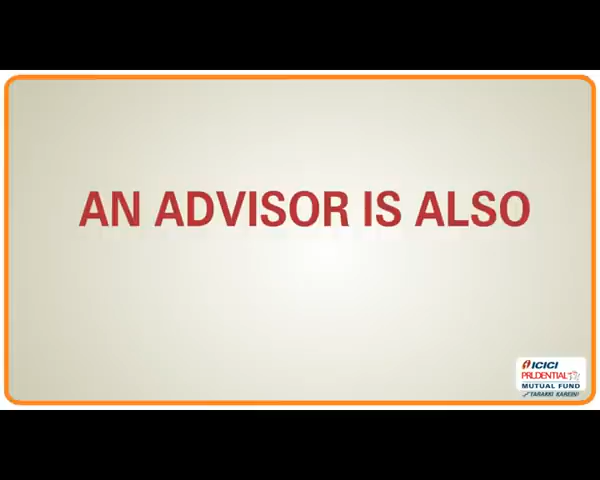 AN ADVISOR IS ALSO
ICICI
PRUDENTIAL
MUTUAL FUND
TARAKKI KAREIN!